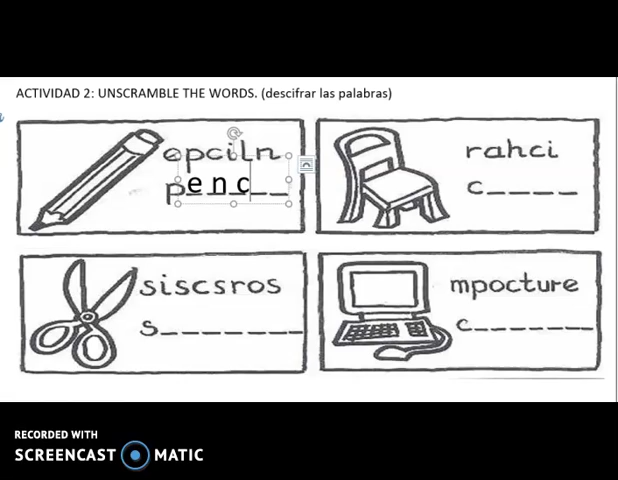 ACTIVIDAD 2: UNSCRAMBLE THE WORDS. (descifrar las palabras)
epciln
penc__
rahci
c_____
siscsros
s_______
mpocture
c_______
RECORDED WITH
SCREENCAST MATIC